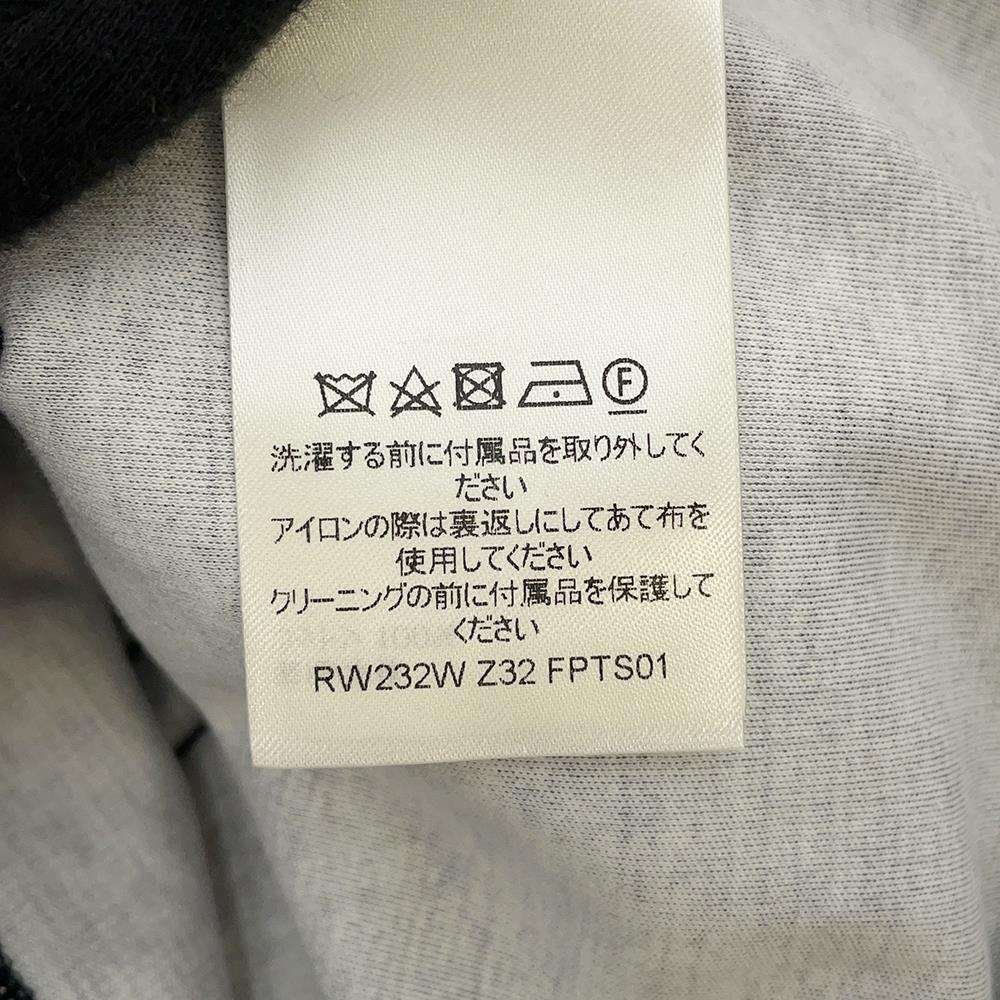 F
洗濯する前に付属品を取り外してく
ださい
アイロンの際は裏返しにしてあて布を
使用してください
クリーニングの前に付属品を保護して
ください
RW232W Z32 FPTS01